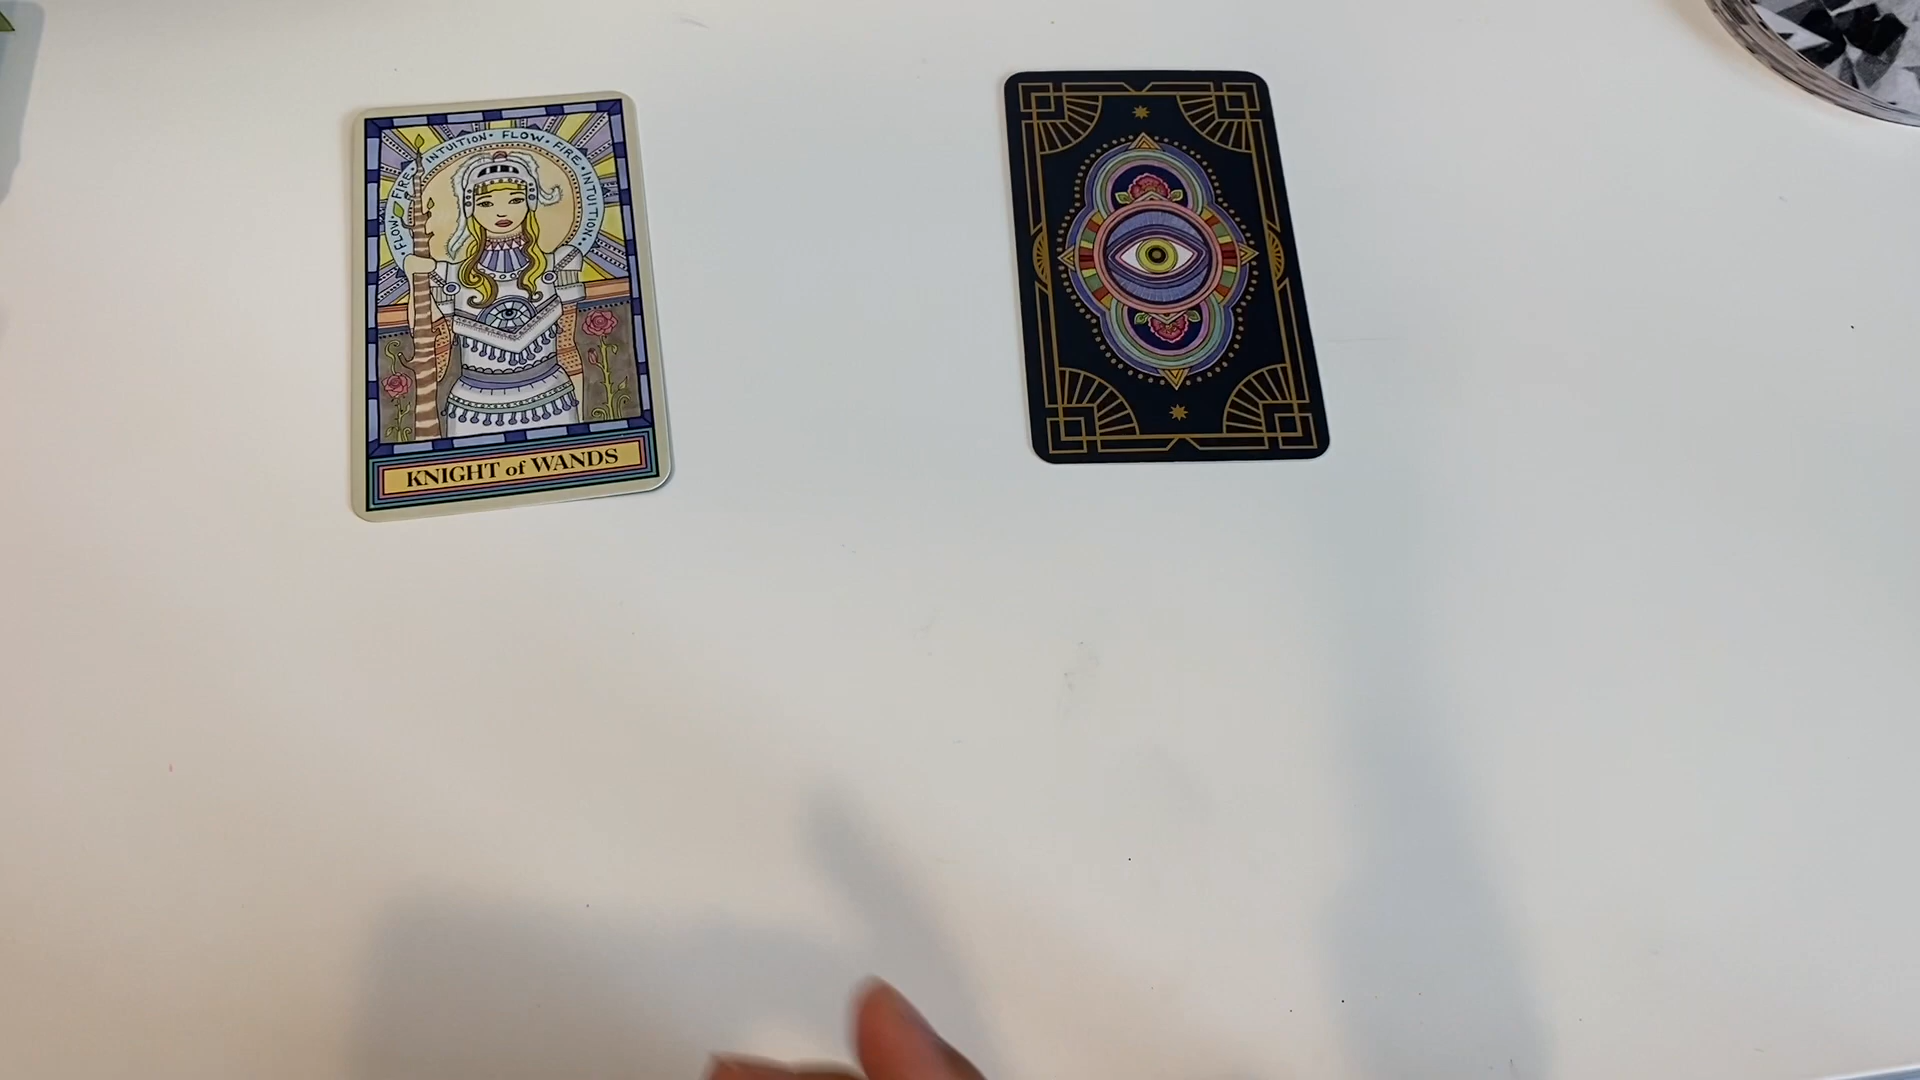 FLOW • FIRE • INTUITION • FLOW • FIRE • INTUITION •
KNIGHT of WANDS